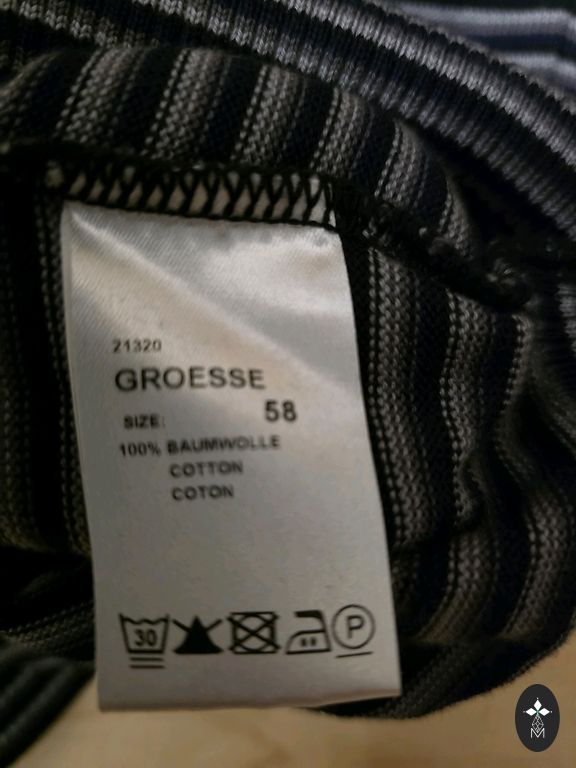 21320
GROESSE
SIZE: 58
100% BAUMWOLLE
COTTON
COTON
30 P
M